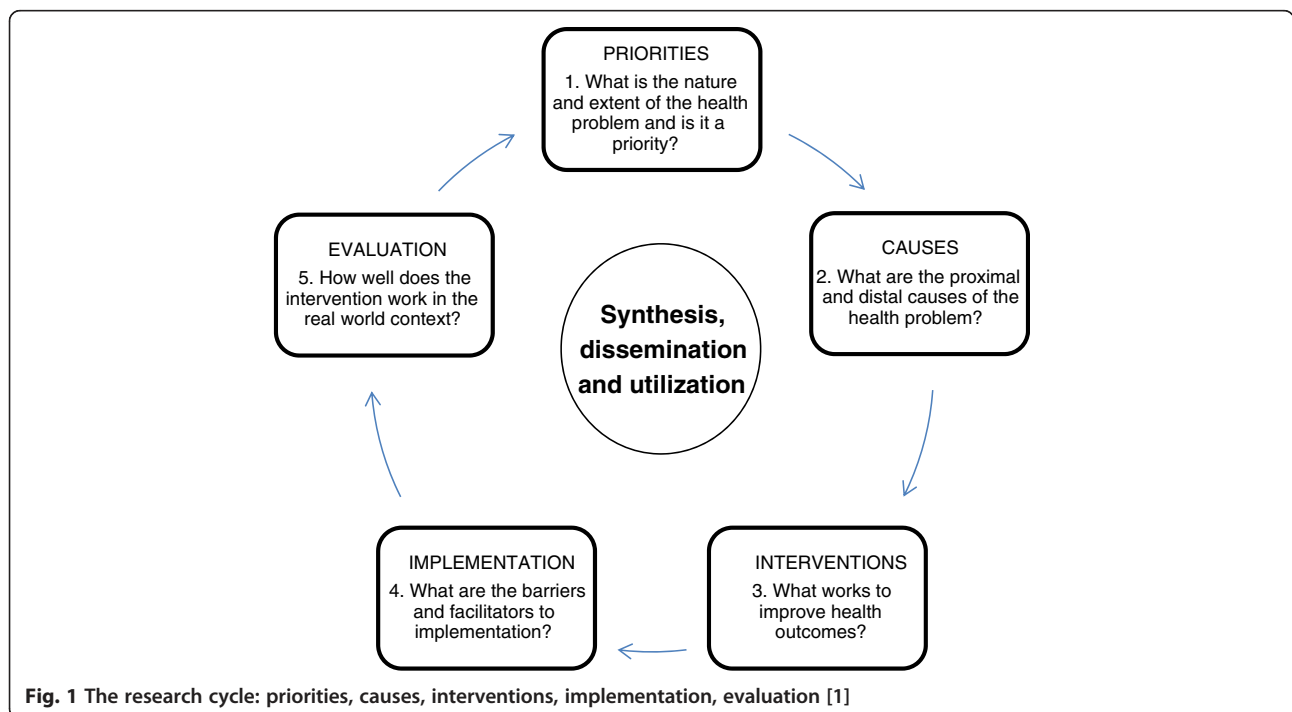 PRIORITIES
1. What is the nature
and extent of the health
problem and is it a
priority?
CAUSES
2. What are the proximal
and distal causes of the
health problem?
INTERVENTIONS
3. What works to
improve health
outcomes?
IMPLEMENTATION
4. What are the barriers
and facilitators to
implementation?
EVALUATION
5. How well does the
intervention work in the
real world context?
Synthesis,
dissemination
and utilization
Fig. 1 The research cycle: priorities, causes, interventions, implementation, evaluation [1]